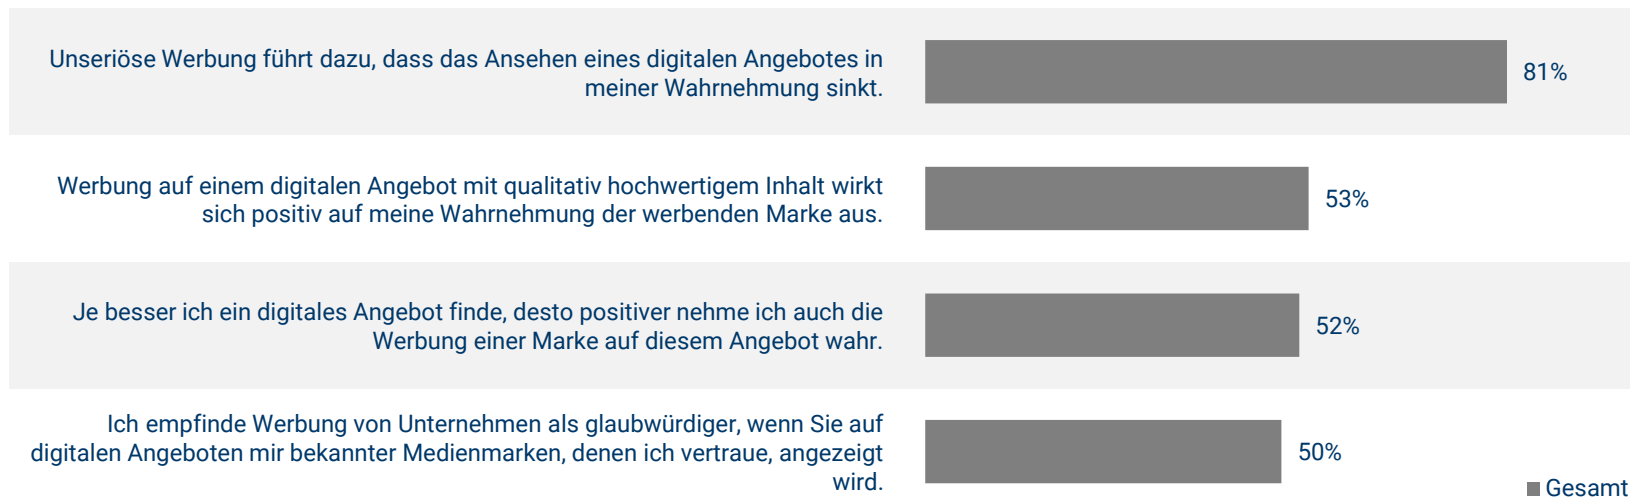 Unseriöse Werbung führt dazu, dass das Ansehen eines digitalen Angebotes in
meiner Wahrnehmung sinkt.
81%
Werbung auf einem digitalen Angebot mit qualitativ hochwertigem Inhalt wirkt
sich positiv auf meine Wahrnehmung der werbenden Marke aus.
53%
Je besser ich ein digitales Angebot finde, desto positiver nehme ich auch die
Werbung einer Marke auf diesem Angebot wahr.
52%
Ich empfinde Werbung von Unternehmen als glaubwürdiger, wenn Sie auf
digitalen Angeboten mir bekannter Medienmarken, denen ich vertraue, angezeigt
wird.
50%
Gesamt